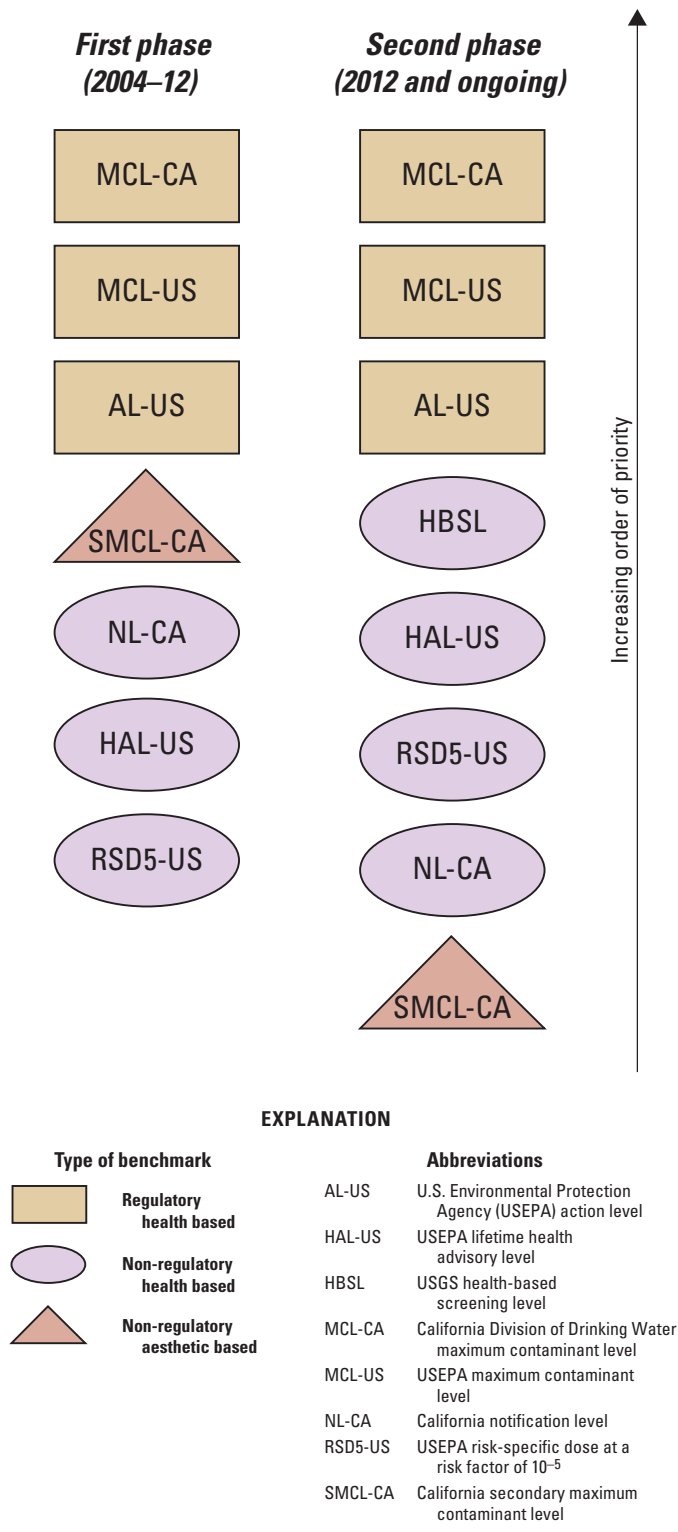 First phase
(2004–12)
Second phase
(2012 and ongoing)
MCL-CA
MCL-US
AL-US
SMCL-CA
NL-CA
HAL-US
RSD5-US
MCL-CA
MCL-US
AL-US
HBSL
HAL-US
RSD5-US
NL-CA
SMCL-CA
Increasing order of priority
EXPLANATION
Type of benchmark
Regulatory
health based
Non-regulatory
health based
Non-regulatory
aesthetic based
Abbreviations
AL-US U.S. Environmental Protection
Agency (USEPA) action level
HAL-US USEPA lifetime health
advisory level
HBSL USGS health-based
screening level
MCL-CA California Division of Drinking Water
maximum contaminant level
MCL-US USEPA maximum contaminant
level
NL-CA California notification level
RSD5-US USEPA risk-specific dose at a
risk factor of 10–5
SMCL-CA California secondary maximum
contaminant level